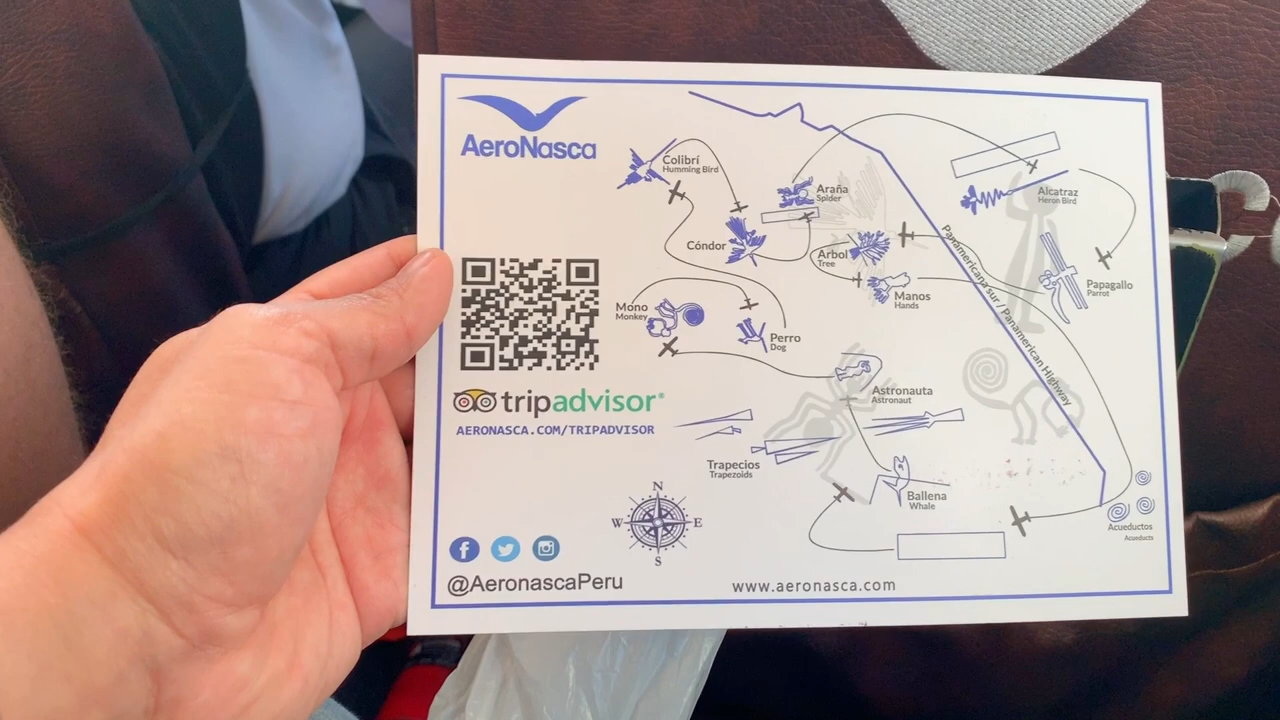 AeroNasca
Colibrí
Humming Bird
Araña
Spider
Alcatraz
Heron Bird
Cóndor
Arbol
Tree
Papagallo
Parrot
Manos
Hands
Panamericana sur / Panamerican Highway
Mono
Monkey
Perro
Dog
tripadvisor®
AERONASCA.COM/TRIPADVISOR
Astronauta
Astronaut
Trapecios
Trapezoids
Ballena
Whale
N
W E
S
Acueductos
Acueducts
@AeronascaPeru
www.aeronasca.com